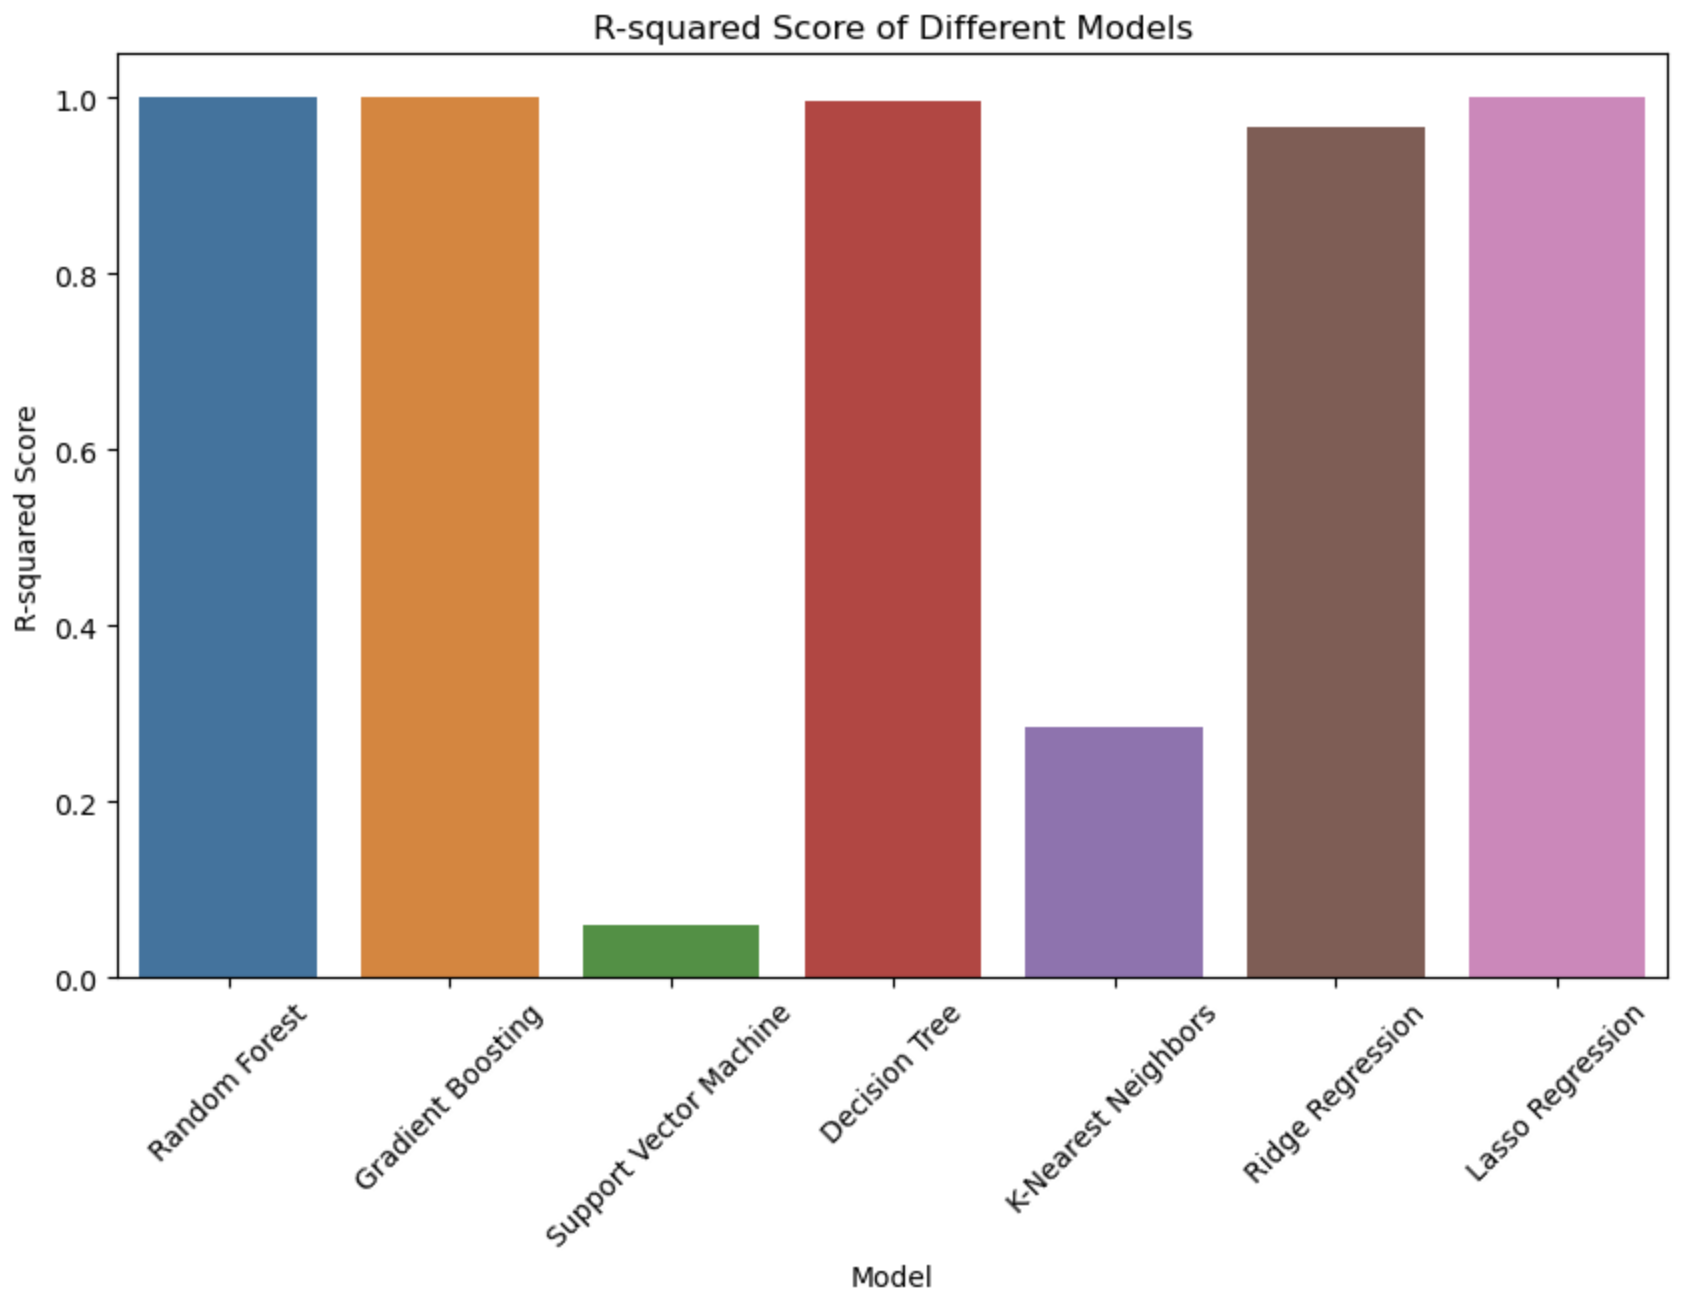 R-squared Score of Different Models
R-squared Score
1.0
0.8
0.6
0.4
0.2
0.0
Random Forest
Gradient Boosting
Support Vector Machine
Decision Tree
K-Nearest Neighbors
Ridge Regression
Lasso Regression
Model